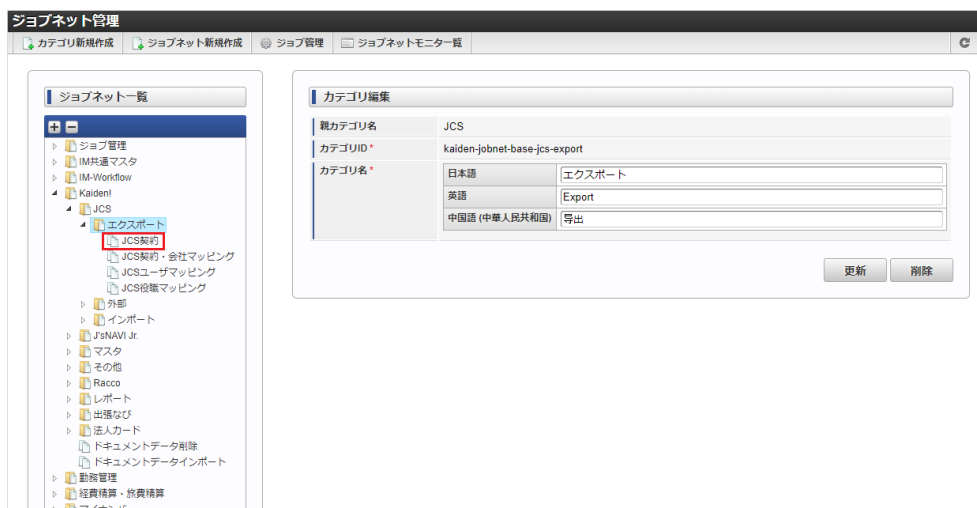 ジョブネット管理
カテゴリ新規作成 ジョブネット新規作成 ジョブ管理 ジョブネットモニタ一覧
ジョブネット一覧
ジョブ管理
IM共通マスタ
IM-Workflow
Kaiden!
JCS
エクスポート
JCS契約
JCS契約・会社マッピング
JCSユーザマッピング
JCS役職マッピング
外部
インポート
J'sNAVI Jr.
マスタ
その他
Racco
レポート
出張なび
法人カード
ドキュメントデータ削除
ドキュメントデータインポート
勤務管理
経費精算・旅費精算
カテゴリ編集
親カテゴリ名 JCS
カテゴリID * kaiden-jobnet-base-jcs-export
カテゴリ名 * 日本語 エクスポート
英語 Export
中国語 (中華人民共和国) 导出
更新 削除